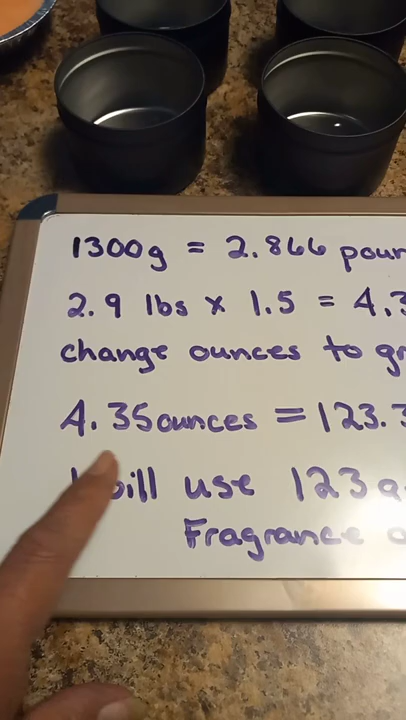 1300g = 2.866 pour
2.9 lbs x 1.5 = 4.3
change ounces to gr
4.35 ounces = 123.3
will use 123 g
Fragrance o